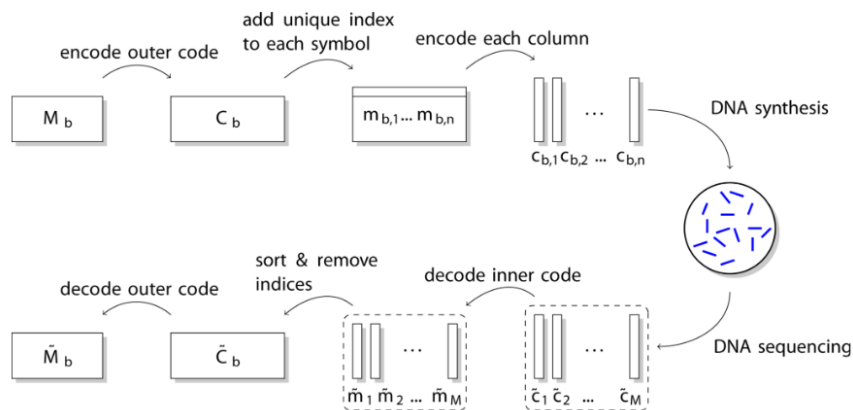 add unique index
to each symbol
encode outer code
encode each column
M b
C b
m b,1 ... m b,n
...
c b,1 c b,2 ... c b,n
DNA synthesis
sort & remove
indices
decode outer code
decode inner code
M̃ b
C̃ b
...
m̃ 1 m̃ 2 ... m̃ M
...
c̃ 1 c̃ 2 ... c̃ M
DNA sequencing